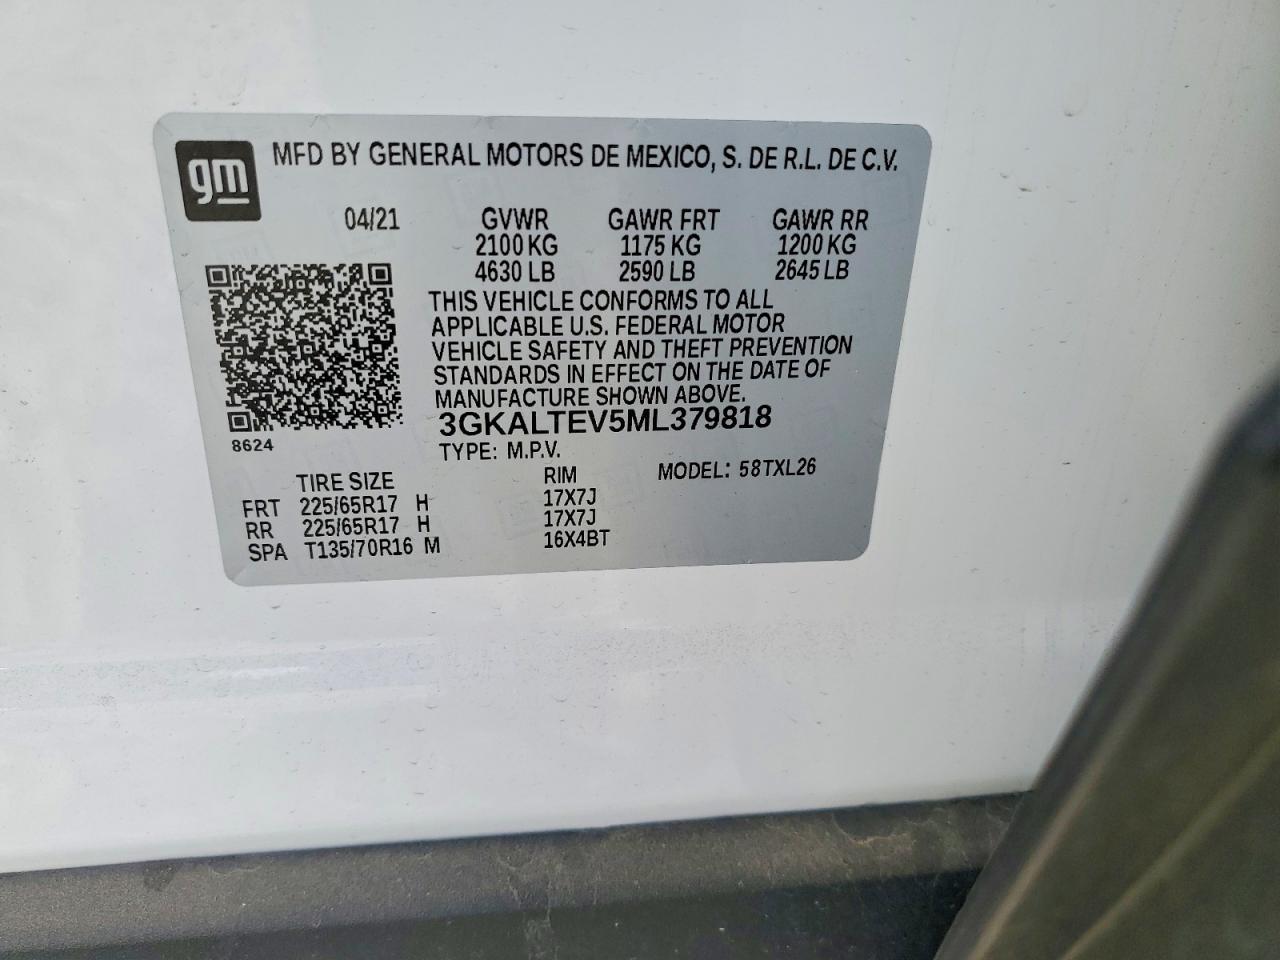 gm
MFD BY GENERAL MOTORS DE MEXICO, S. DE R.L. DE C.V.
04/21 GVWR GAWR FRT GAWR RR
2100 KG 1175 KG 1200 KG
4630 LB 2590 LB 2645 LB
THIS VEHICLE CONFORMS TO ALL
APPLICABLE U.S. FEDERAL MOTOR
VEHICLE SAFETY AND THEFT PREVENTION
STANDARDS IN EFFECT ON THE DATE OF
MANUFACTURE SHOWN ABOVE.
3GKALTEV5ML379818
8624
TYPE: M.P.V.
TIRE SIZE RIM MODEL: 58TXL26
FRT 225/65R17 H 17X7J
RR 225/65R17 H 17X7J
SPA T135/70R16 M 16X4BT